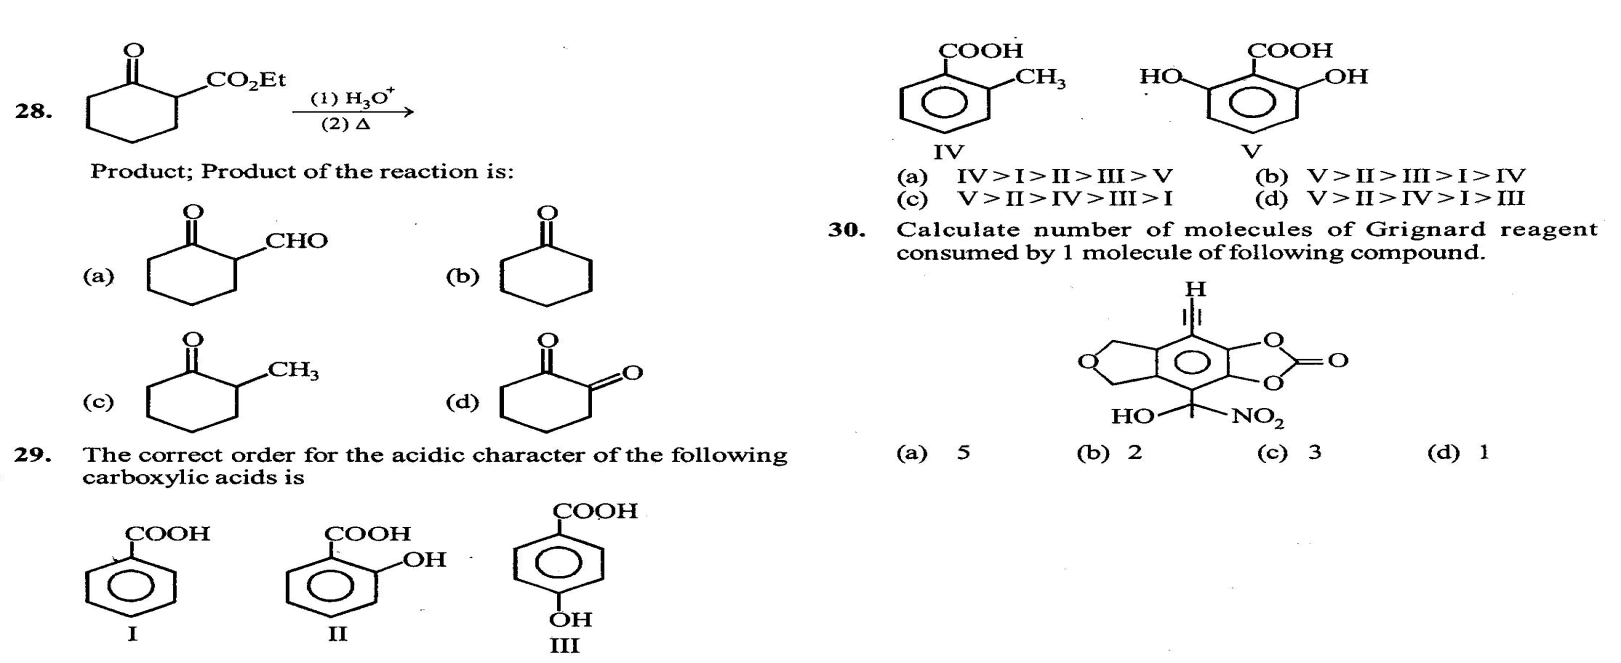 28.
O
CO₂Et
(1) H₃O⁺
(2) Δ
Product; Product of the reaction is:
(a)
O
CHO
(b)
O
(c)
O
CH₃
(d)
O
O
29. The correct order for the acidic character of the following
carboxylic acids is
COOH
I
COOH
OH
II
COOH
OH
III
COOH
CH₃
IV
COOH
HO
OH
V
(a) IV > I > II > III > V (b) V > II > III > I > IV
(c) V > II > IV > III > I (d) V > II > IV > I > III
30. Calculate number of molecules of Grignard reagent
consumed by 1 molecule of following compound.
H
O
O
O
O
HO
NO₂
(a) 5 (b) 2 (c) 3 (d) 1